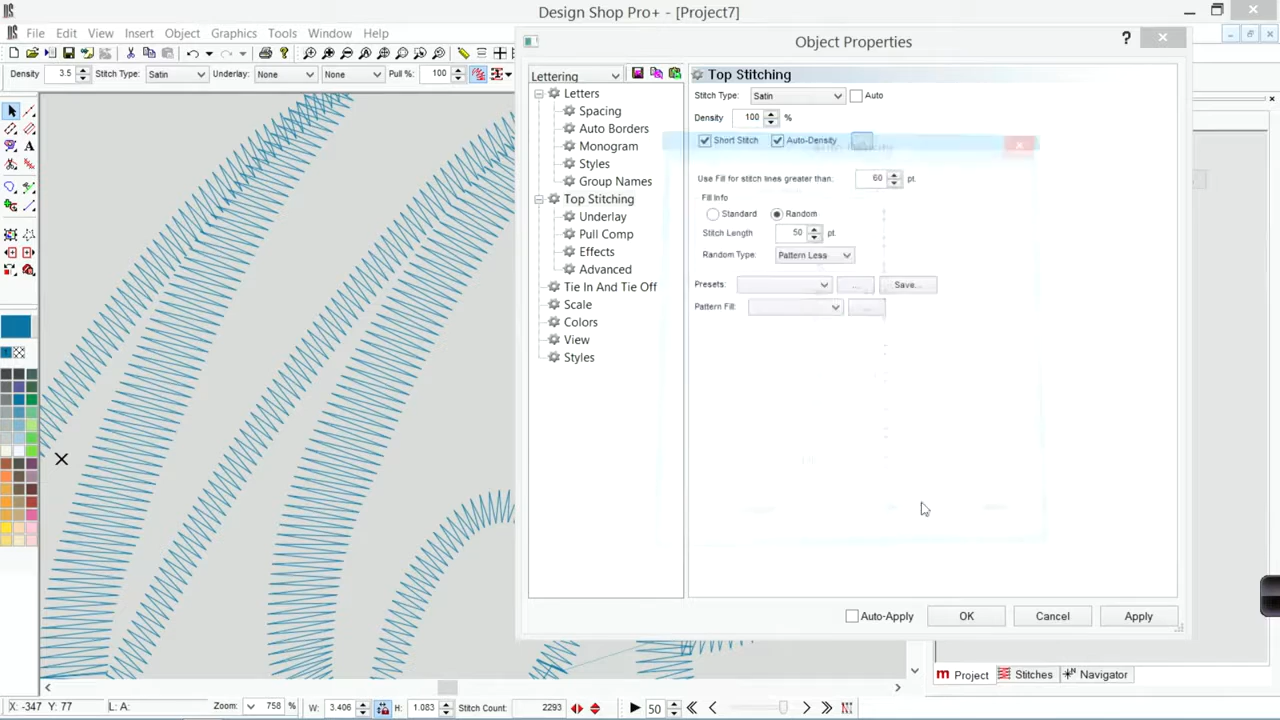 Design Shop Pro+ - [Project7]
File Edit View Insert Object Graphics Tools Window Help
Density 3.5 Stitch Type: Satin Underlay: None None Pull %: 100
Object Properties
?
Lettering
Letters
Spacing
Auto Borders
Monogram
Styles
Group Names
Top Stitching
Underlay
Pull Comp
Effects
Advanced
Tie In And Tie Off
Scale
Colors
View
Styles
Top Stitching
Stitch Type: Satin Auto
Density 100 %
Short Stitch Auto-Density
Use Fill for stitch lines greater than: 60 pt.
Fill Info
Standard Random
Stitch Length 50 pt.
Random Type: Pattern Less
Presets: ... Save...
Pattern Fill: ...
Auto-Apply OK Cancel Apply
Project Stitches Navigator
X: -347 Y: 77 L: A: Zoom: 758 % W: 3.406 H: 1.083 Stitch Count: 2293 50